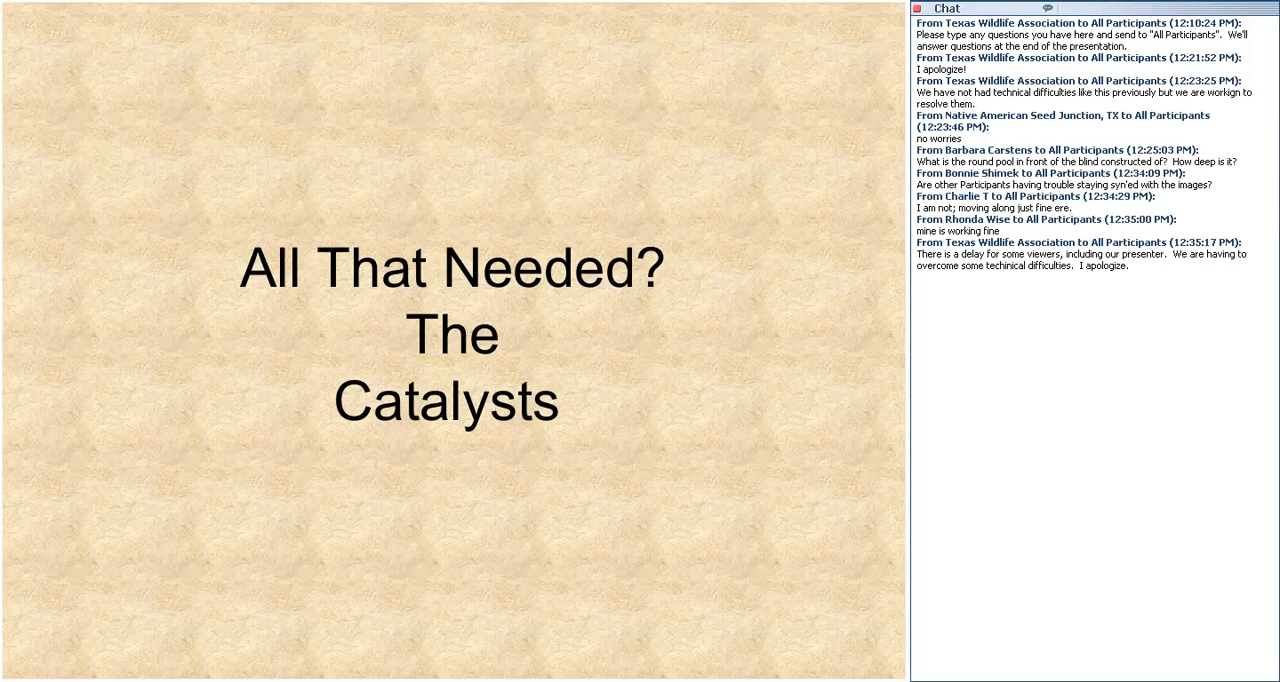 All That Needed?
The
Catalysts
Chat
From Texas Wildlife Association to All Participants (12:10:24 PM):
Please type any questions you have here and send to "All Participants".  We'll
answer questions at the end of the presentation.
From Texas Wildlife Association to All Participants (12:21:52 PM):
I apologize!
From Texas Wildlife Association to All Participants (12:23:25 PM):
We have not had technical difficulties like this previously but we are workign to
resolve them.
From Native American Seed Junction, TX to All Participants
(12:23:46 PM):
no worries
From Barbara Carstens to All Participants (12:25:03 PM):
What is the round pool in front of the blind constructed of?  How deep is it?
From Bonnie Shimek to All Participants (12:34:09 PM):
Are other Participants having trouble staying syn'ed with the images?
From Charlie T to All Participants (12:34:29 PM):
I am not; moving along just fine ere.
From Rhonda Wise to All Participants (12:35:00 PM):
mine is working fine
From Texas Wildlife Association to All Participants (12:35:17 PM):
There is a delay for some viewers, including our presenter.  We are having to
overcome some techinical difficulties.  I apologize.